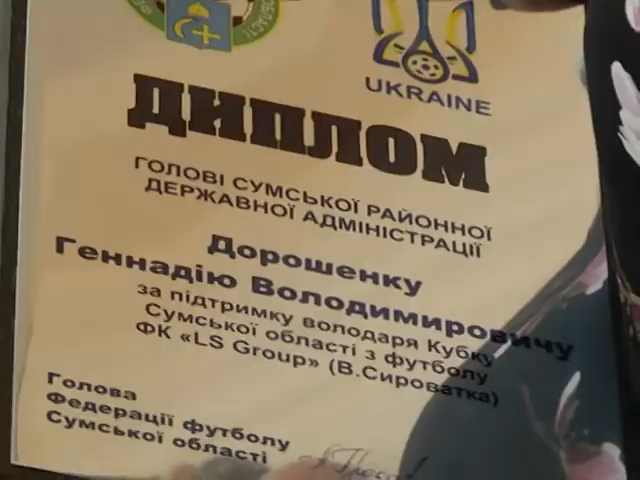 UKRAINE
ДИПЛОМ
ГОЛОВІ СУМСЬКОЇ РАЙОННОЇ
ДЕРЖАВНОЇ АДМІНІСТРАЦІЇ
Дорошенку
Геннадію Володимировичу
за підтримку володаря Кубку
Сумської області з футболу
ФК «LS Group» (В.Сироватка)
Голова
Федерації футболу
Сумської області